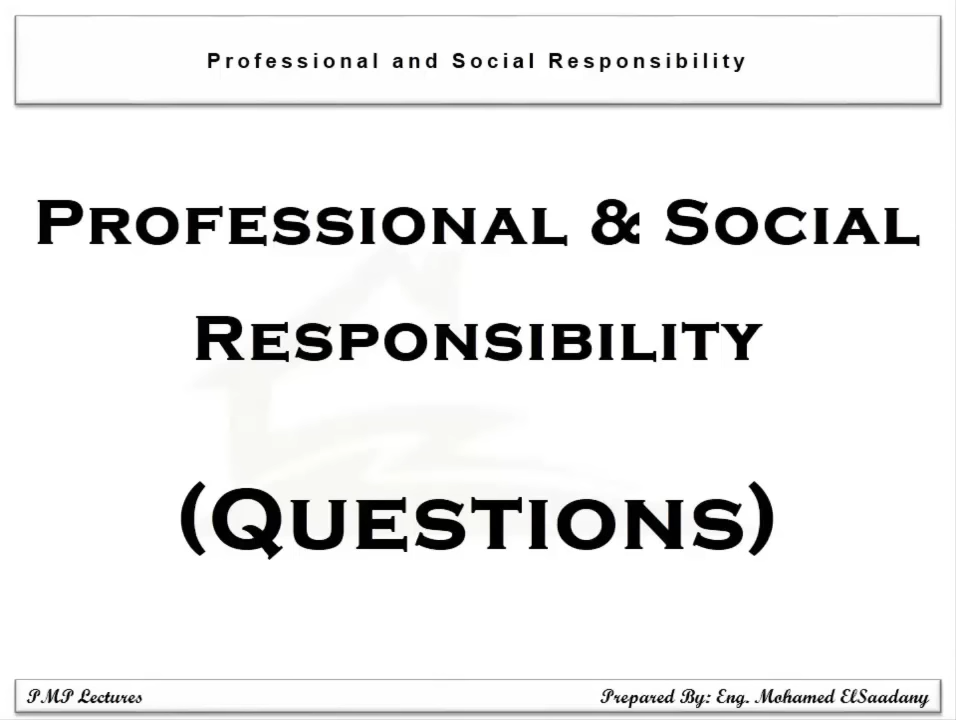 Professional and Social Responsibility
Professional & Social
Responsibility
(Questions)
PMP Lectures
Prepared By: Eng. Mohamed ElSaadany